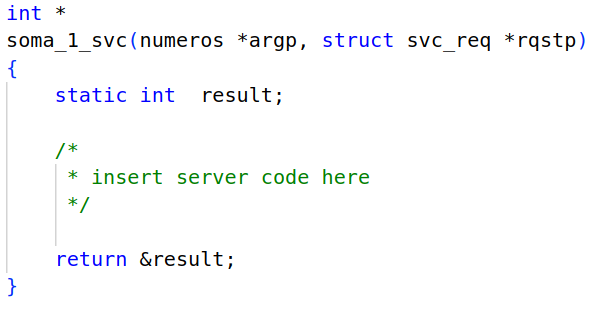 int *
soma_1_svc(numeros *argp, struct svc_req *rqstp)
{
    static int  result;

    /*
     * insert server code here
     */

    return &result;
}